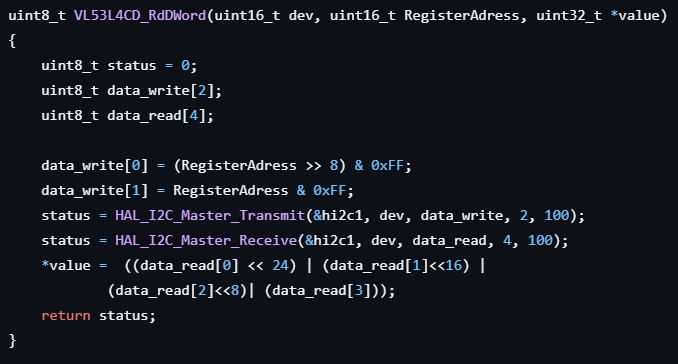 uint8_t VL53L4CD_RdDWord(uint16_t dev, uint16_t RegisterAdress, uint32_t *value)
{
    uint8_t status = 0;
    uint8_t data_write[2];
    uint8_t data_read[4];

    data_write[0] = (RegisterAdress >> 8) & 0xFF;
    data_write[1] = RegisterAdress & 0xFF;
    status = HAL_I2C_Master_Transmit(&hi2c1, dev, data_write, 2, 100);
    status = HAL_I2C_Master_Receive(&hi2c1, dev, data_read, 4, 100);
    *value =  ((data_read[0] << 24) | (data_read[1]<<16) |
            (data_read[2]<<8)| (data_read[3]));
    return status;
}